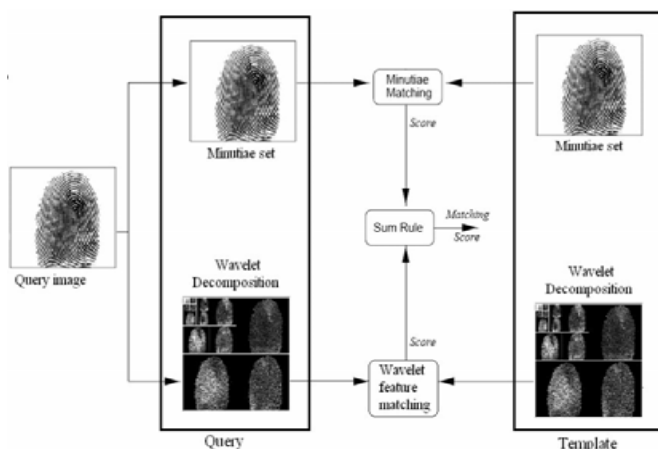 Minutiae set
Query image
Wavelet
Decomposition
Query
Minutiae
Matching
Score
Sum Rule
Matching
Score
Score
Wavelet
feature
matching
Minutiae set
Wavelet
Decomposition
Template